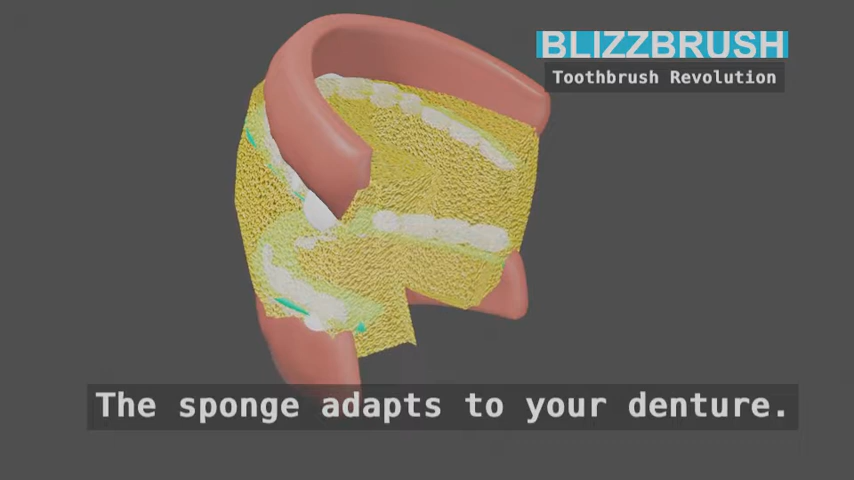 BLIZZBRUSH
Toothbrush Revolution
The sponge adapts to your denture.